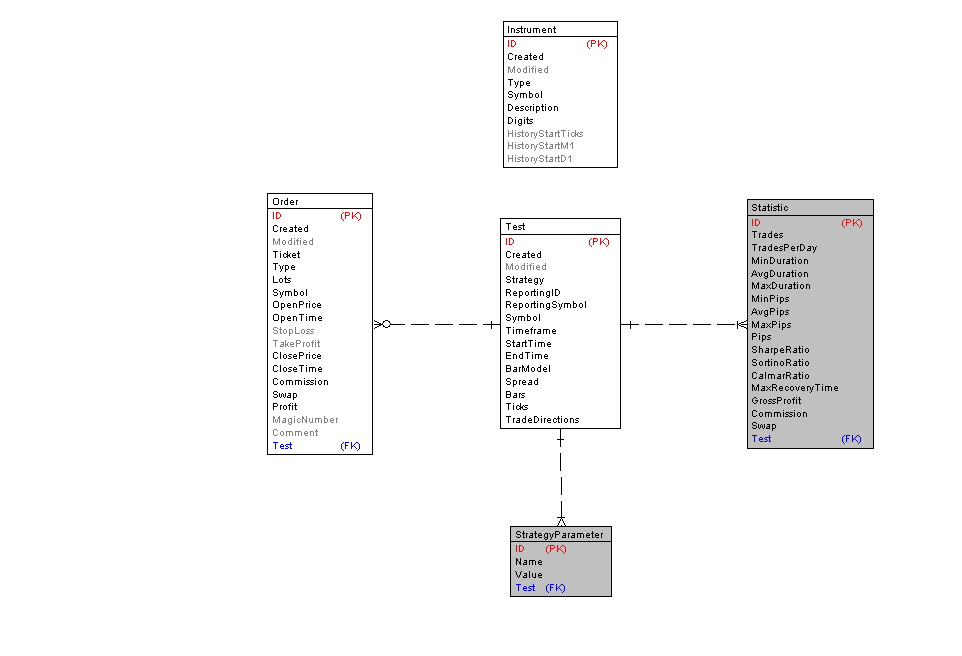 Instrument
ID (PK)
Created
Modified
Type
Symbol
Description
Digits
HistoryStartTicks
HistoryStartM1
HistoryStartD1
Order
ID (PK)
Created
Modified
Ticket
Type
Lots
Symbol
OpenPrice
OpenTime
StopLoss
TakeProfit
ClosePrice
CloseTime
Commission
Swap
Profit
MagicNumber
Comment
Test (FK)
Test
ID (PK)
Created
Modified
Strategy
ReportingID
ReportingSymbol
Symbol
Timeframe
StartTime
EndTime
BarModel
Spread
Bars
Ticks
TradeDirections
Statistic
ID (PK)
Trades
TradesPerDay
MinDuration
AvgDuration
MaxDuration
MinPips
AvgPips
MaxPips
Pips
SharpeRatio
SortinoRatio
CalmarRatio
MaxRecoveryTime
GrossProfit
Commission
Swap
Test (FK)
StrategyParameter
ID (PK)
Name
Value
Test (FK)